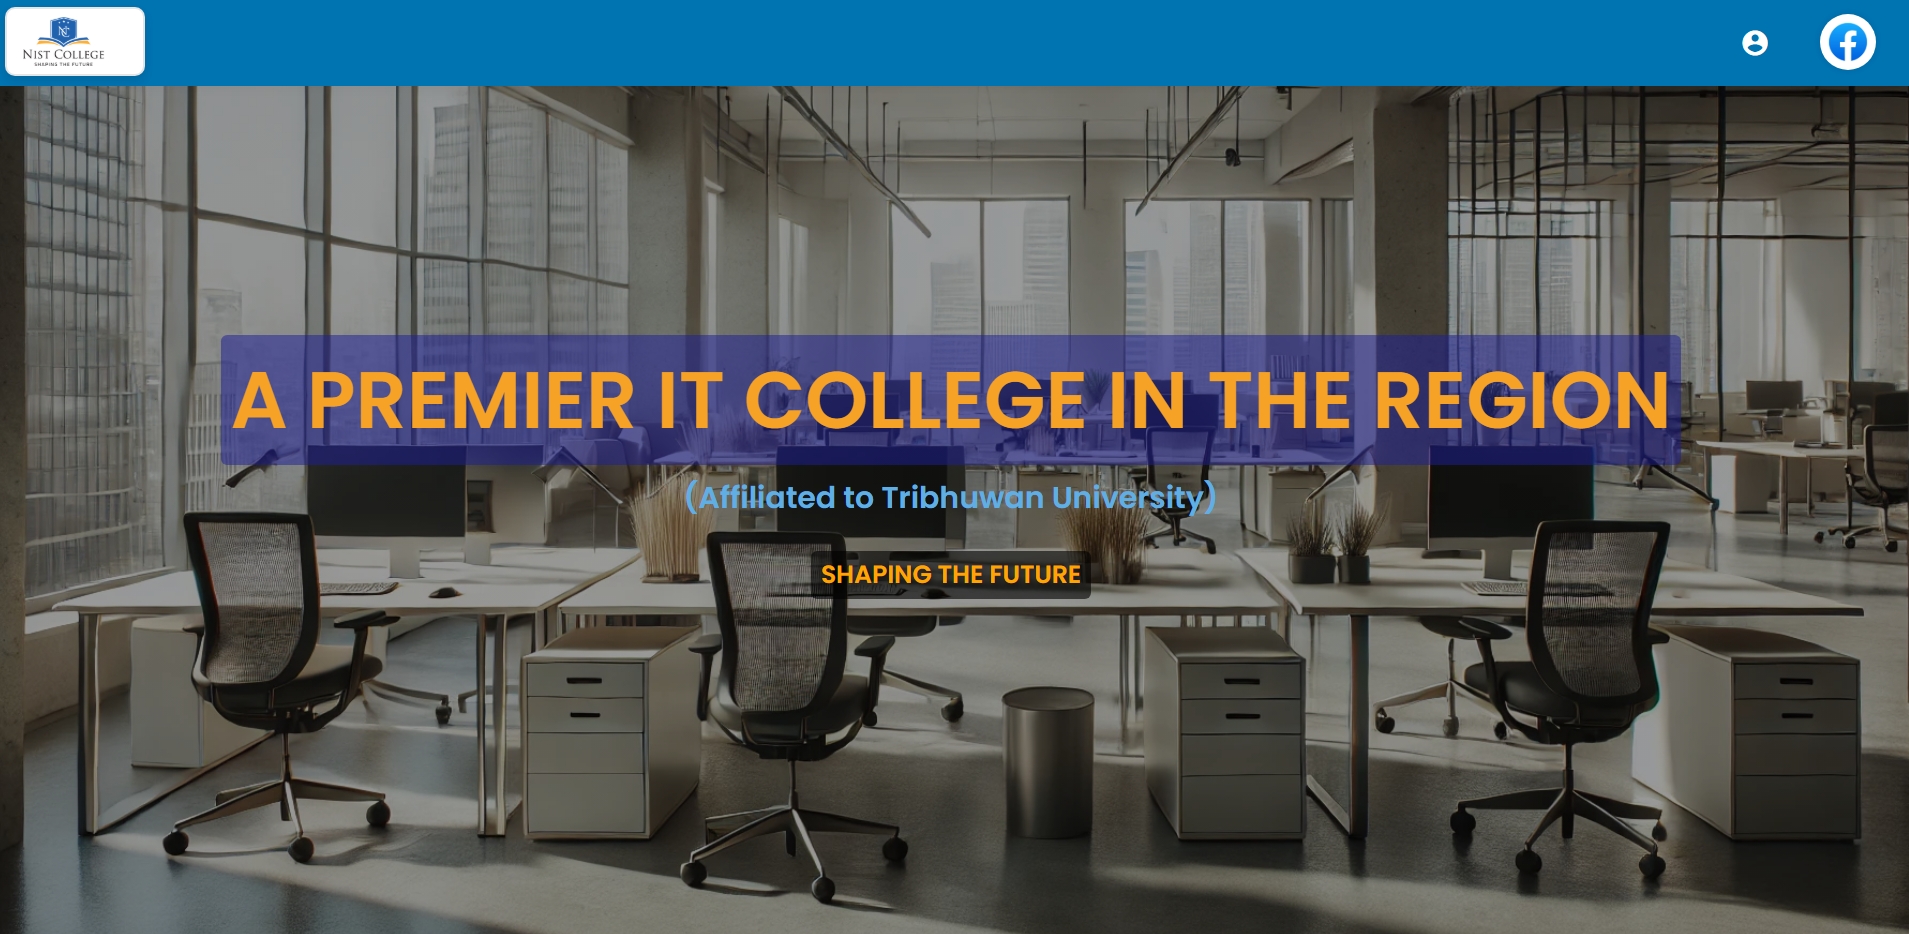 NC
NIST COLLEGE
SHAPING THE FUTURE
A PREMIER IT COLLEGE IN THE REGION
(Affiliated to Tribhuwan University)
SHAPING THE FUTURE